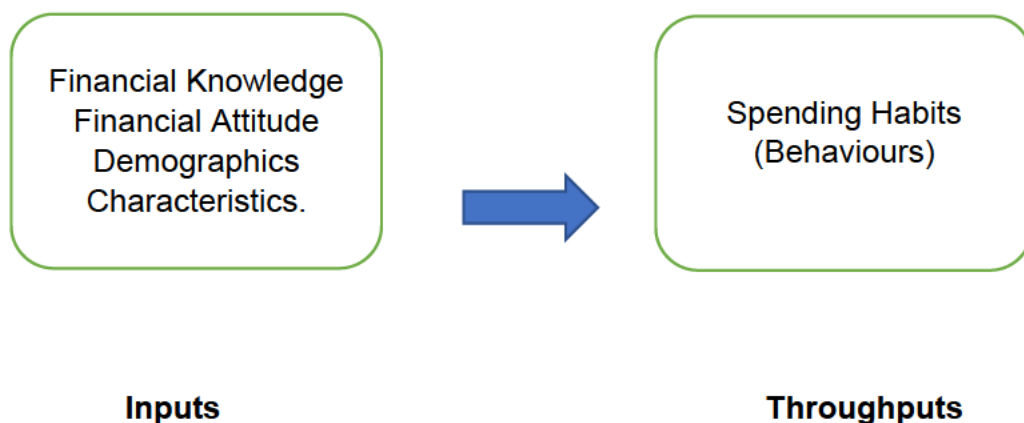 Financial Knowledge
Financial Attitude
Demographics
Characteristics.
Spending Habits
(Behaviours)
Inputs
Throughputs